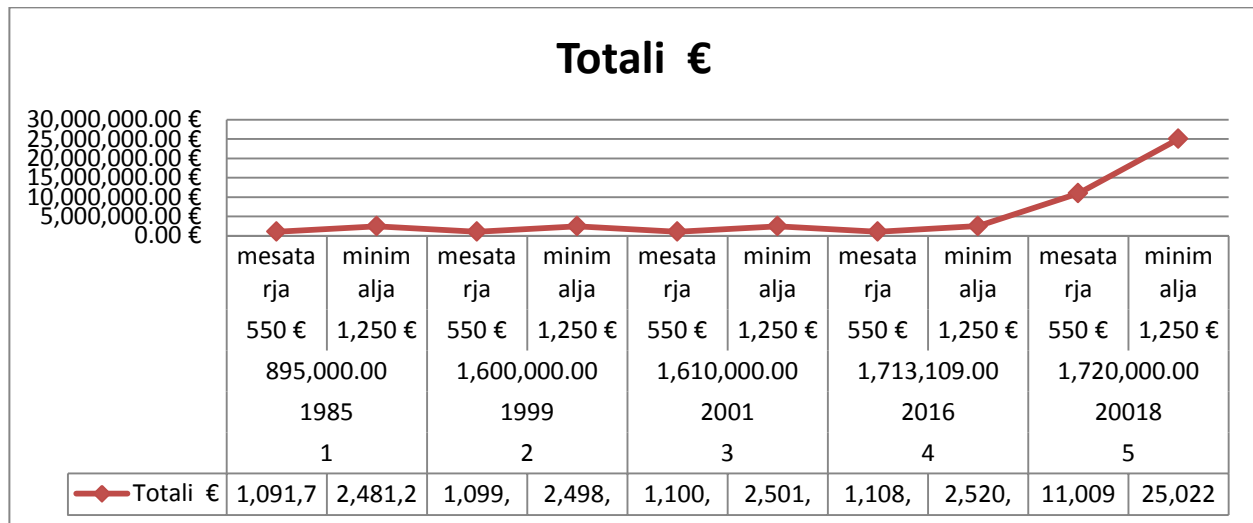 Totali €
30,000,000.00 €
25,000,000.00 €
20,000,000.00 €
15,000,000.00 €
10,000,000.00 €
5,000,000.00 €
0.00 €
mesata minim mesata minim mesata minim mesata minim mesata minim
rja alja rja alja rja alja rja alja rja alja
550 € 1,250 € 550 € 1,250 € 550 € 1,250 € 550 € 1,250 € 550 € 1,250 €
895,000.00 1,600,000.00 1,610,000.00 1,713,109.00 1,720,000.00
1985 1999 2001 2016 20018
1 2 3 4 5
Totali € 1,091,7 2,481,2 1,099, 2,498, 1,100, 2,501, 1,108, 2,520, 11,009 25,022